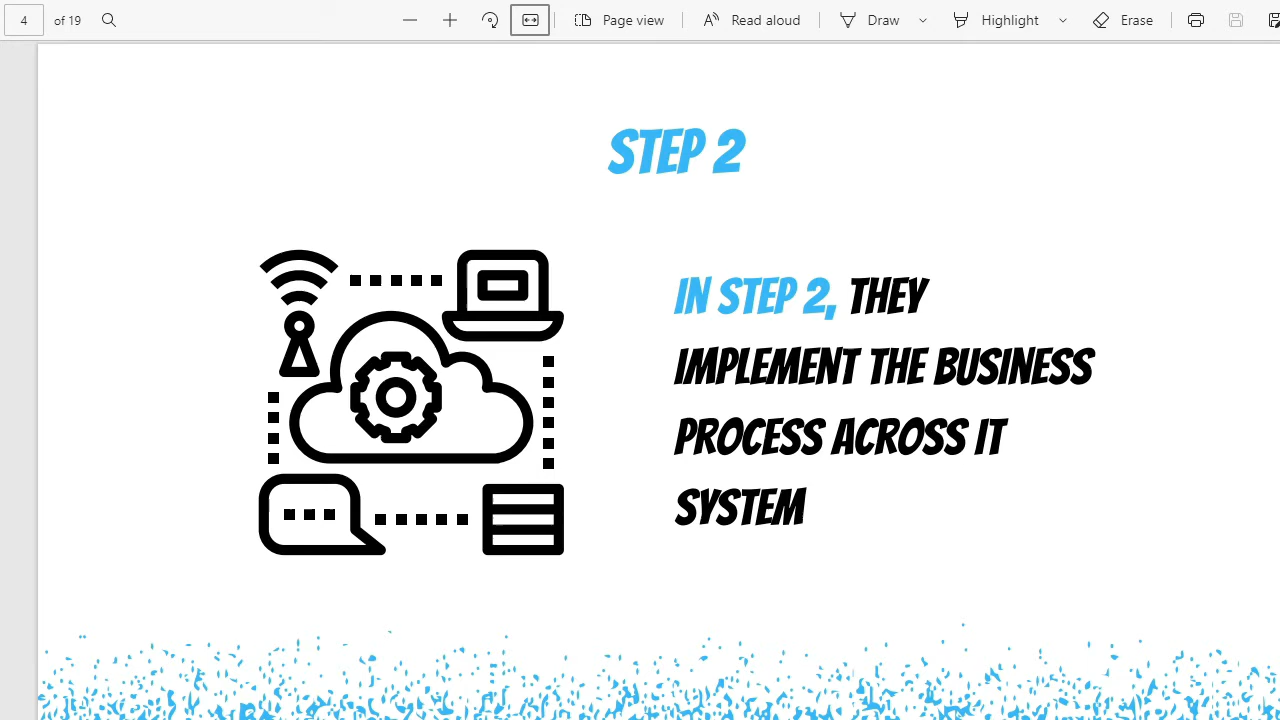 4 of 19 Page view Read aloud Draw Highlight Erase
STEP 2
IN STEP 2, THEY
IMPLEMENT THE BUSINESS
PROCESS ACROSS IT
SYSTEM